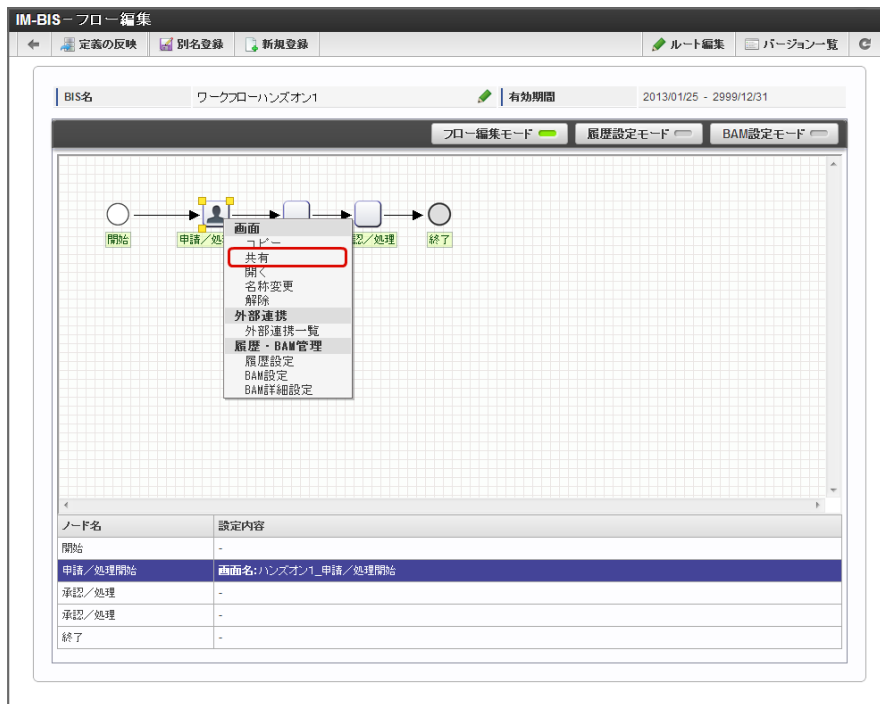 IM-BIS－フロー編集
定義の反映 別名登録 新規登録 ルート編集 バージョン一覧
BIS名 ワークフローハンズオン1 有効期間 2013/01/25 - 2999/12/31
フロー編集モード 履歴設定モード BAM設定モード
開始 申請／処 認／処理 終了
画面
コピー
共有
開く
名称変更
解除
外部連携
外部連携一覧
履歴・BAM管理
履歴設定
BAM設定
BAM詳細設定
ノード名 設定内容
開始 -
申請／処理開始 画面名:ハンズオン1_申請／処理開始
承認／処理 -
承認／処理 -
終了 -